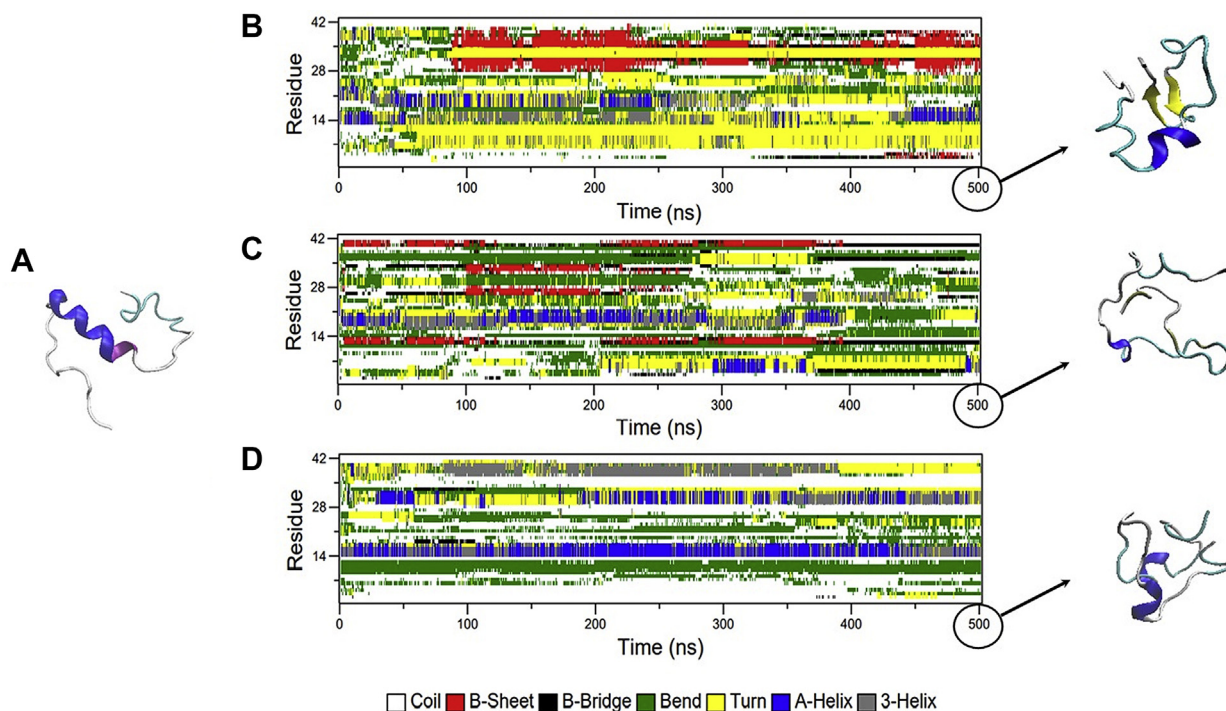 B
42
28
14
Residue
0 100 200 300 400 500
Time (ns)
A
C
42
28
14
Residue
0 100 200 300 400 500
Time (ns)
D
42
28
14
Residue
0 100 200 300 400 500
Time (ns)
Coil B-Sheet B-Bridge Bend Turn A-Helix 3-Helix